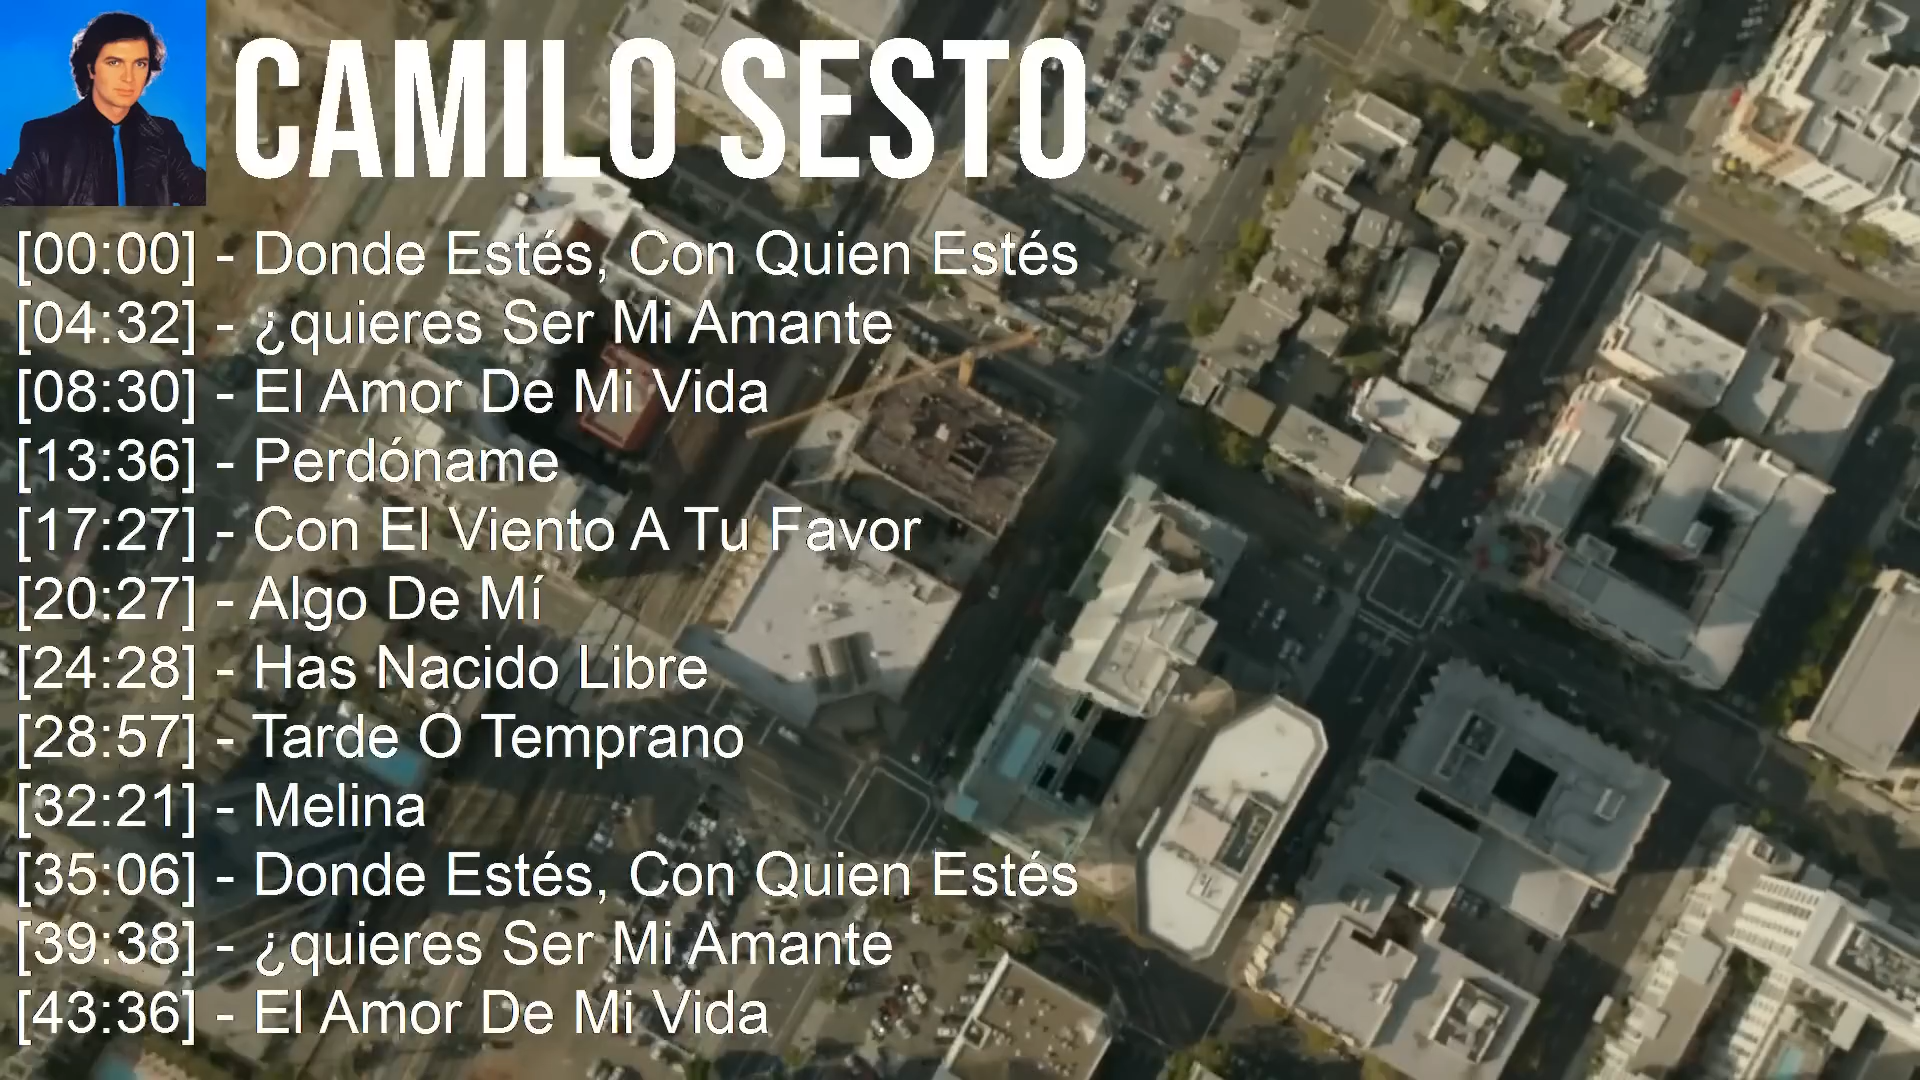 CAMILO SESTO
[00:00] - Donde Estés, Con Quien Estés
[04:32] - ¿quieres Ser Mi Amante
[08:30] - El Amor De Mi Vida
[13:36] - Perdóname
[17:27] - Con El Viento A Tu Favor
[20:27] - Algo De Mí
[24:28] - Has Nacido Libre
[28:57] - Tarde O Temprano
[32:21] - Melina
[35:06] - Donde Estés, Con Quien Estés
[39:38] - ¿quieres Ser Mi Amante
[43:36] - El Amor De Mi Vida